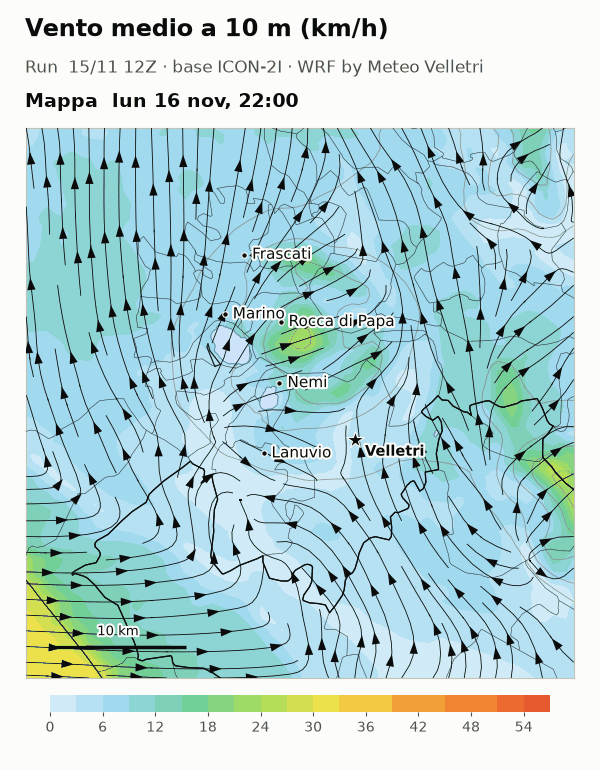 Vento medio a 10 m (km/h)
Run  15/11 12Z · base ICON-2I · WRF by Meteo Velletri
Mappa  lun 16 nov, 22:00
Frascati
Marino
Rocca di Papa
Nemi
Lanuvio
Velletri
10 km
0 6 12 18 24 30 36 42 48 54